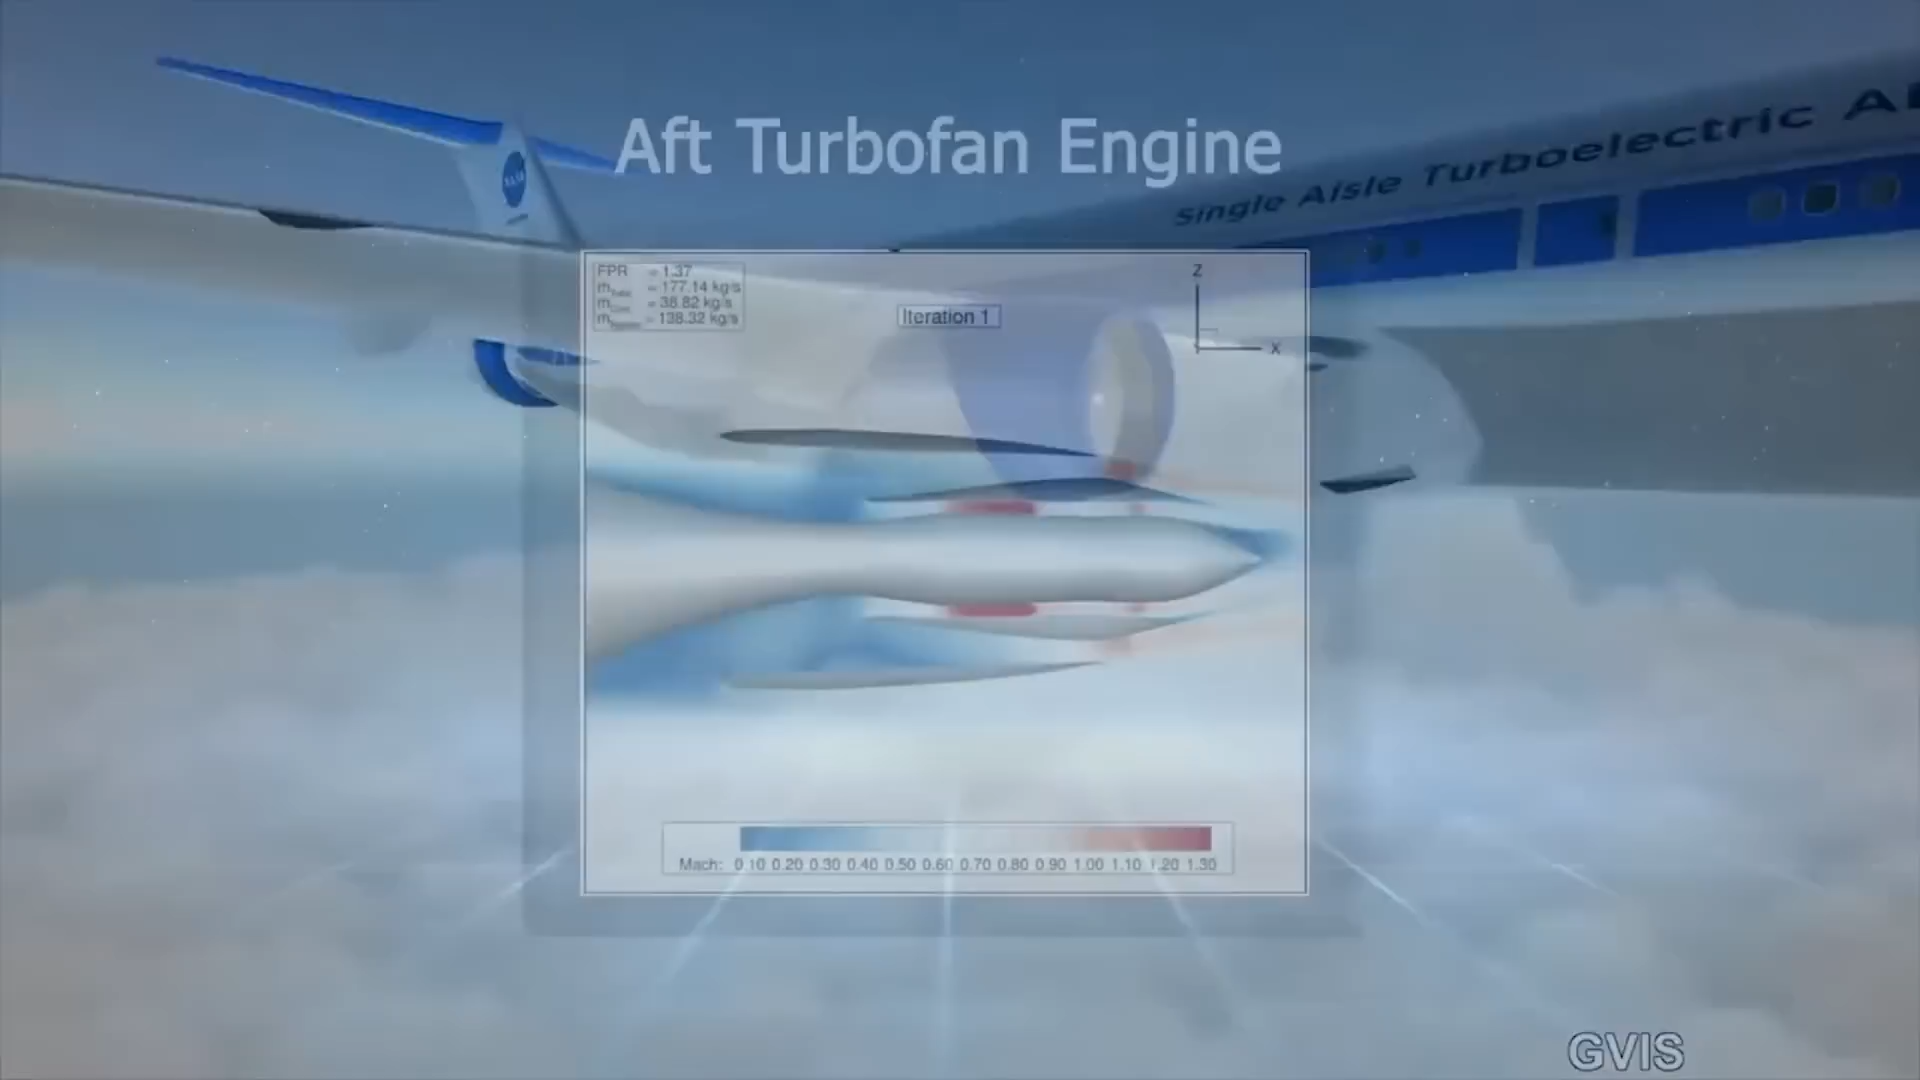 Aft Turbofan Engine
Single Aisle Turboelectric
NASA
FPR = 1.37
ṁ = 177.14 kg/s
ṁ = 38.82 kg/s
ṁ = 138.32 kg/s
Iteration 1
Z
X
Mach: 0.10 0.20 0.30 0.40 0.50 0.60 0.70 0.80 0.90 1.00 1.10 1.20 1.30
GVIS